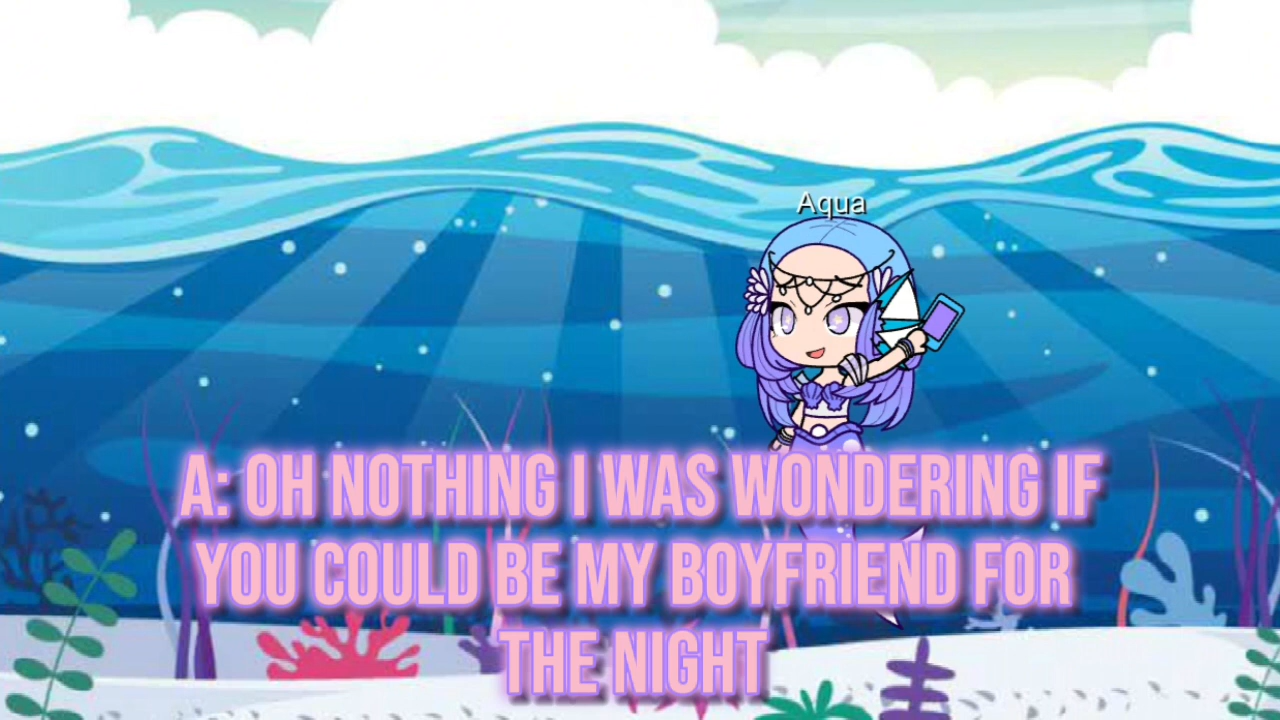 Aqua
A: OH NOTHING I WAS WONDERING IF
YOU COULD BE MY BOYFRIEND FOR
THE NIGHT